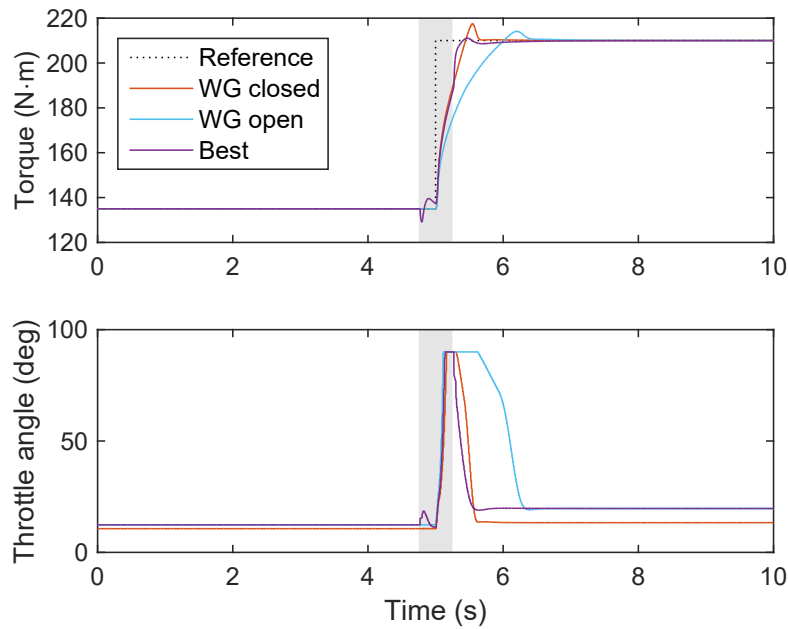 220
200
180
160
140
120
Torque (N·m)
Reference
WG closed
WG open
Best
0 2 4 6 8 10
100
50
0
Throttle angle (deg)
0 2 4 6 8 10
Time (s)